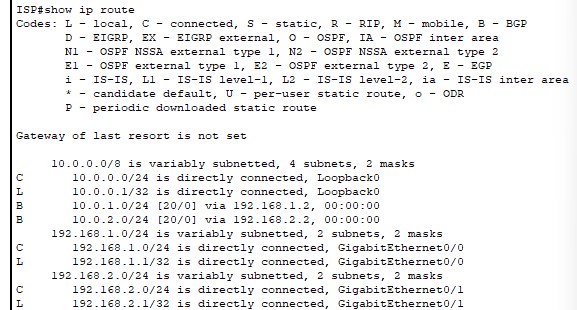 ISP#show ip route
Codes: L - local, C - connected, S - static, R - RIP, M - mobile, B - BGP
       D - EIGRP, EX - EIGRP external, O - OSPF, IA - OSPF inter area
       N1 - OSPF NSSA external type 1, N2 - OSPF NSSA external type 2
       E1 - OSPF external type 1, E2 - OSPF external type 2, E - EGP
       i - IS-IS, L1 - IS-IS level-1, L2 - IS-IS level-2, ia - IS-IS inter area
       * - candidate default, U - per-user static route, o - ODR
       P - periodic downloaded static route

Gateway of last resort is not set

     10.0.0.0/8 is variably subnetted, 4 subnets, 2 masks
C       10.0.0.0/24 is directly connected, Loopback0
L       10.0.0.1/32 is directly connected, Loopback0
B       10.0.1.0/24 [20/0] via 192.168.1.2, 00:00:00
B       10.0.2.0/24 [20/0] via 192.168.2.2, 00:00:00
     192.168.1.0/24 is variably subnetted, 2 subnets, 2 masks
C       192.168.1.0/24 is directly connected, GigabitEthernet0/0
L       192.168.1.1/32 is directly connected, GigabitEthernet0/0
     192.168.2.0/24 is variably subnetted, 2 subnets, 2 masks
C       192.168.2.0/24 is directly connected, GigabitEthernet0/1
L       192.168.2.1/32 is directly connected, GigabitEthernet0/1